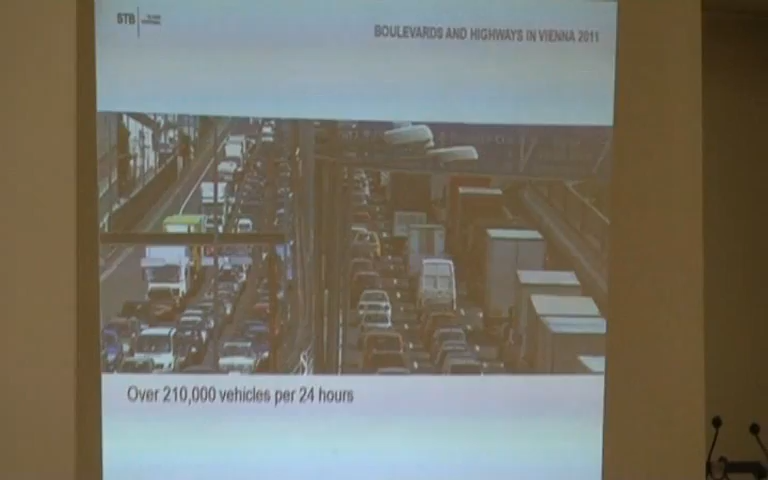 STB
BOULEVARDS AND HIGHWAYS IN VIENNA 2011
Over 210,000 vehicles per 24 hours